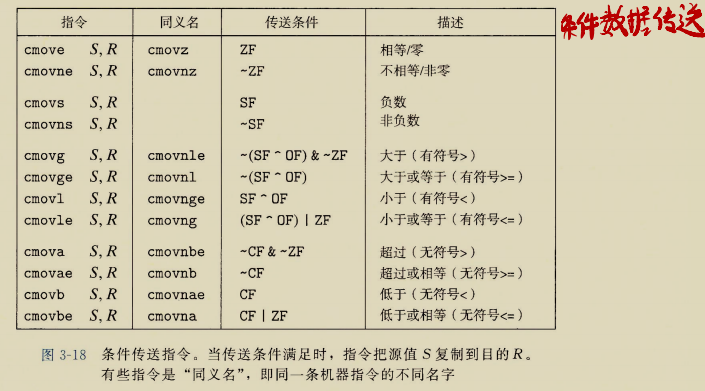 条件数据传送
指令 同义名 传送条件 描述
cmove S, R cmovz ZF 相等/零
cmovne S, R cmovnz ~ZF 不相等/非零
cmovs S, R SF 负数
cmovns S, R ~SF 非负数
cmovg S, R cmovnle ~(SF ^ OF) & ~ZF 大于（有符号>）
cmovge S, R cmovnl ~(SF ^ OF) 大于或等于（有符号>=）
cmovl S, R cmovnge SF ^ OF 小于（有符号<）
cmovle S, R cmovng (SF ^ OF) | ZF 小于或等于（有符号<=）
cmova S, R cmovnbe ~CF & ~ZF 超过（无符号>）
cmovae S, R cmovnb ~CF 超过或相等（无符号>=）
cmovb S, R cmovnae CF 低于（无符号<）
cmovbe S, R cmovna CF | ZF 低于或相等（无符号<=）
图 3-18 条件传送指令。当传送条件满足时，指令把源值 S 复制到目的 R。
有些指令是“同义名”，即同一条机器指令的不同名字